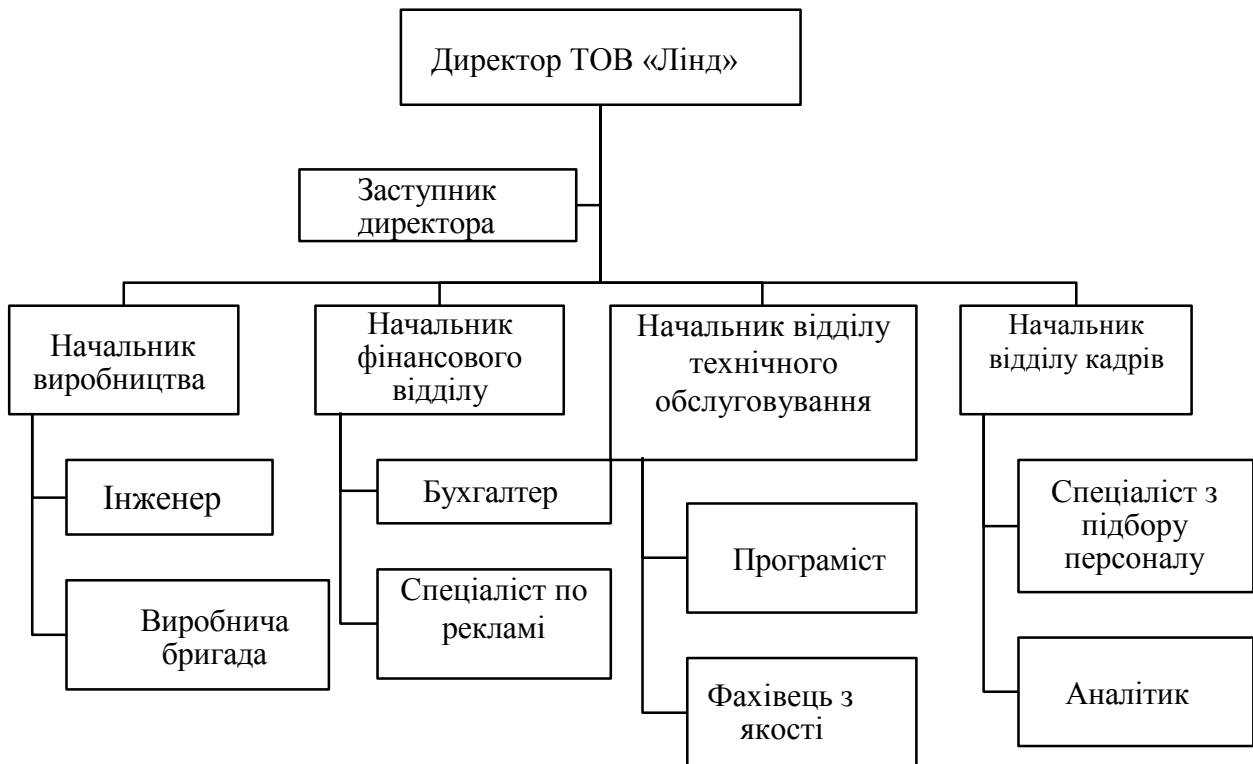 Директор ТОВ «Лінд»
Заступник
директора
Начальник
виробництва
Начальник
фінансового
відділу
Начальник відділу
технічного
обслуговування
Начальник
відділу кадрів
Інженер
Виробнича
бригада
Бухгалтер
Спеціаліст по
рекламі
Програміст
Фахівець з
якості
Спеціаліст з
підбору
персоналу
Аналітик